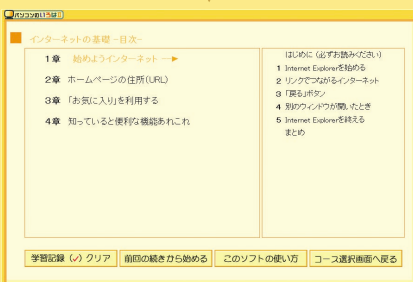 パソコンのいろは
インターネットの基礎 -目次-
1章 始めようインターネット
2章 ホームページの住所(URL)
3章 「お気に入り」を利用する
4章 知っていると便利な機能あれこれ
はじめに (必ずお読みください)
1 Internet Explorerを始める
2 リンクでつながるインターネット
3 「戻る」ボタン
4 別のウィンドウが開いたとき
5 Internet Explorerを終える
まとめ
学習記録 (✓) クリア
前回の続きから始める
このソフトの使い方
コース選択画面へ戻る